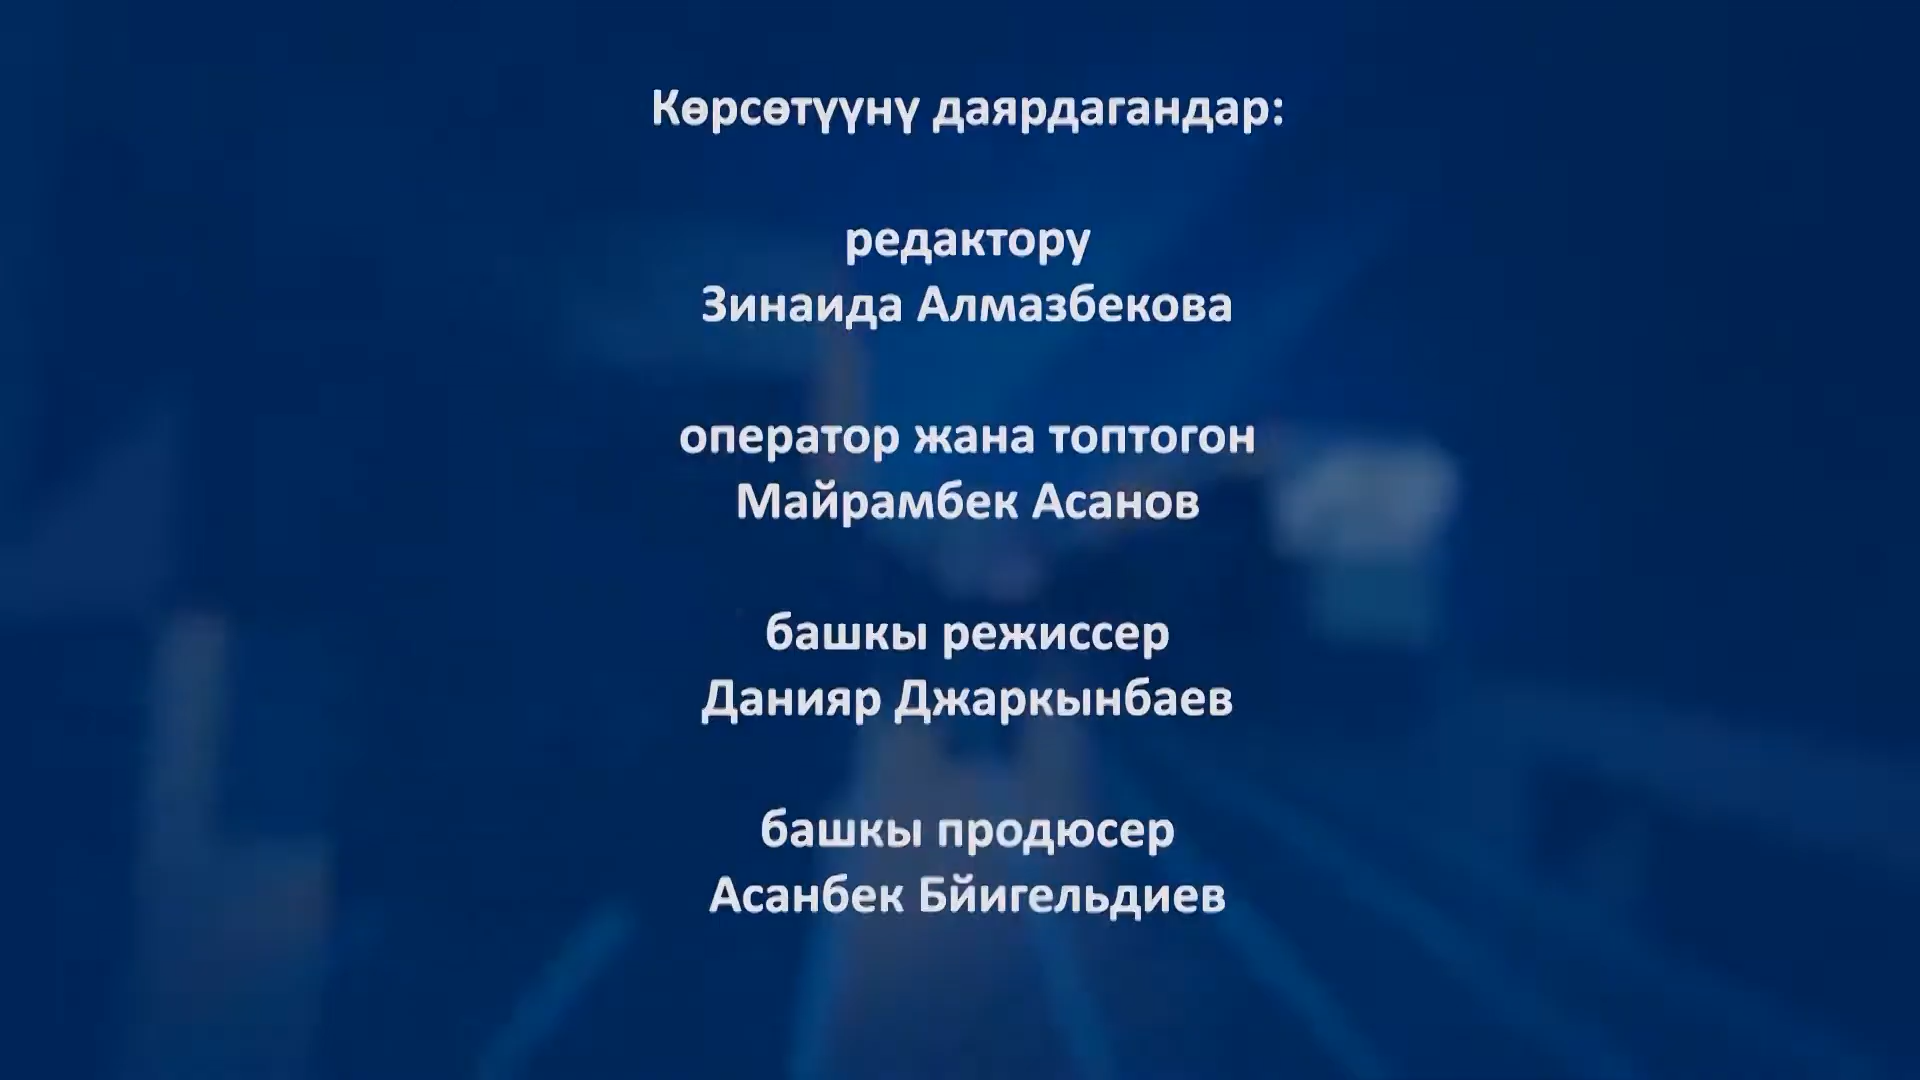 Көрсөтүүнү даярдагандар:
редактору
Зинаида Алмазбекова
оператор жана топтогон
Майрамбек Асанов
башкы режиссер
Данияр Джаркынбаев
башкы продюсер
Асанбек Бйигельдиев